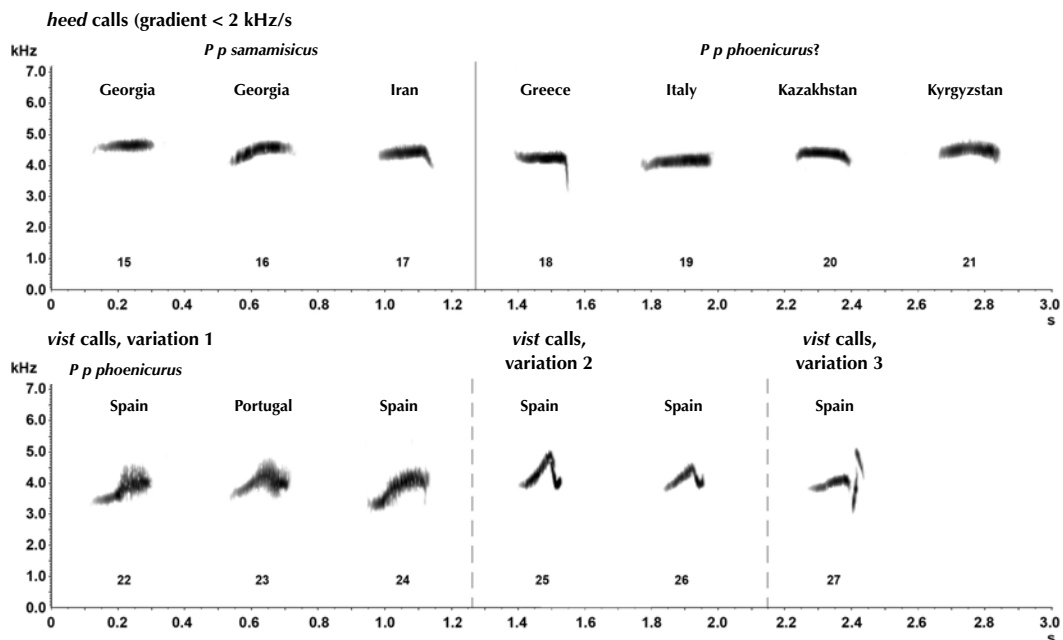 heed calls (gradient < 2 kHz/s
kHz
P p samamisicus P p phoenicurus?
7.0
Georgia Georgia Iran Greece Italy Kazakhstan Kyrgyzstan
6.0
5.0
4.0
3.0
2.0
1.0
15 16 17 18 19 20 21
0.0
0 0.2 0.4 0.6 0.8 1.0 1.2 1.4 1.6 1.8 2.0 2.2 2.4 2.6 2.8 3.0
s
vist calls, variation 1 vist calls, vist calls,
variation 2 variation 3
kHz
P p phoenicurus
7.0
Spain Portugal Spain Spain Spain Spain
6.0
5.0
4.0
3.0
2.0
1.0
22 23 24 25 26 27
0.0
0 0.2 0.4 0.6 0.8 1.0 1.2 1.4 1.6 1.8 2.0 2.2 2.4 2.6 2.8 3.0
s